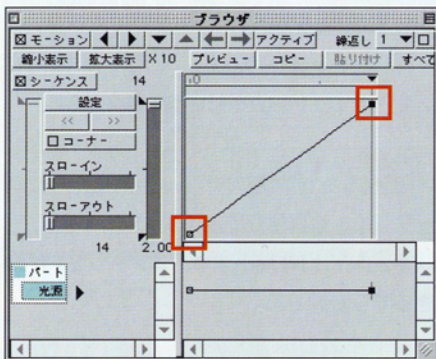 ブラウザ
モーション アクティブ 繰返し 1
縮小表示 拡大表示 X 10 プレビュー コピー 貼り付け すべて
シーケンス 14 0
設定
<< >>
コーナー
スローイン
スローアウト
14 2.00
パート
光源